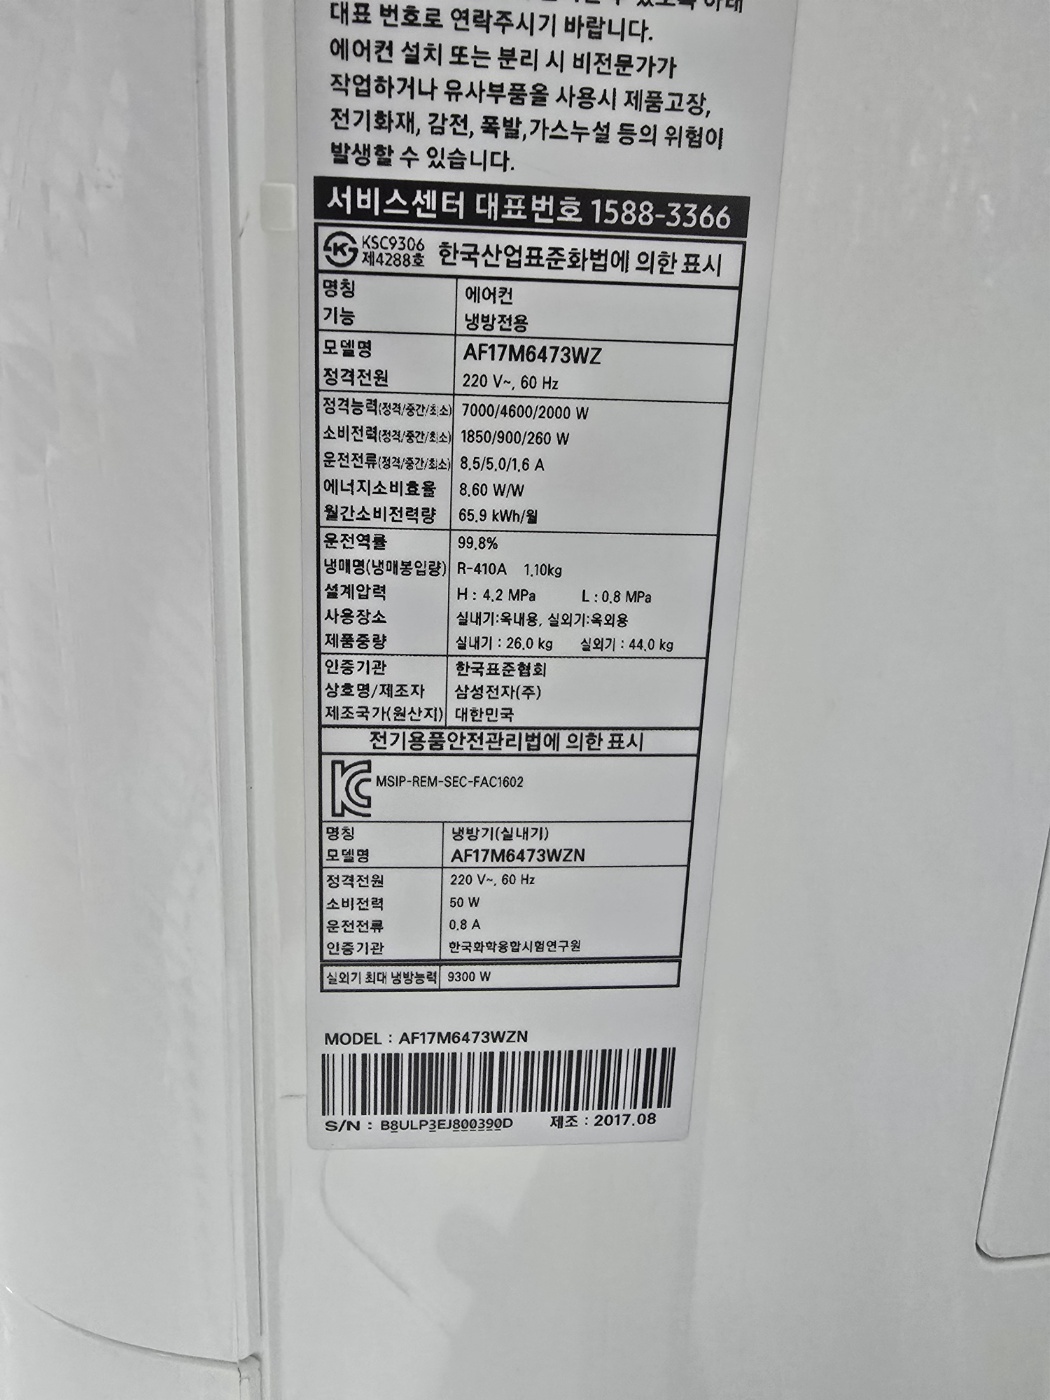 대표 번호로 연락주시기 바랍니다.
에어컨 설치 또는 분리 시 비전문가가
작업하거나 유사부품을 사용시 제품고장,
전기화재, 감전, 폭발,가스누설 등의 위험이
발생할 수 있습니다.
서비스센터 대표번호 1588-3366
KSC9306
제4288호
한국산업표준화법에 의한 표시
명칭 에어컨
기능 냉방전용
모델명 AF17M6473WZ
정격전원 220 V~, 60 Hz
정격능력(정격/중간/최소) 7000/4600/2000 W
소비전력(정격/중간/최소) 1850/900/260 W
운전전류(정격/중간/최소) 8.5/5.0/1.6 A
에너지소비효율 8.60 W/W
월간소비전력량 65.9 kWh/월
운전역률 99.8%
냉매명(냉매봉입량) R-410A 1.10kg
설계압력 H : 4.2 MPa L : 0.8 MPa
사용장소 실내기:옥내용, 실외기:옥외용
제품중량 실내기 : 26.0 kg 실외기 : 44.0 kg
인증기관 한국표준협회
상호명/제조자 삼성전자(주)
제조국가(원산지) 대한민국
전기용품안전관리법에 의한 표시
MSIP-REM-SEC-FAC1602
명칭 냉방기(실내기)
모델명 AF17M6473WZN
정격전원 220 V~, 60 Hz
소비전력 50 W
운전전류 0.8 A
인증기관 한국화학융합시험연구원
실외기 최대 냉방능력 9300 W
MODEL : AF17M6473WZN
S/N : B8ULP3EJ800390D 제조 : 2017.08